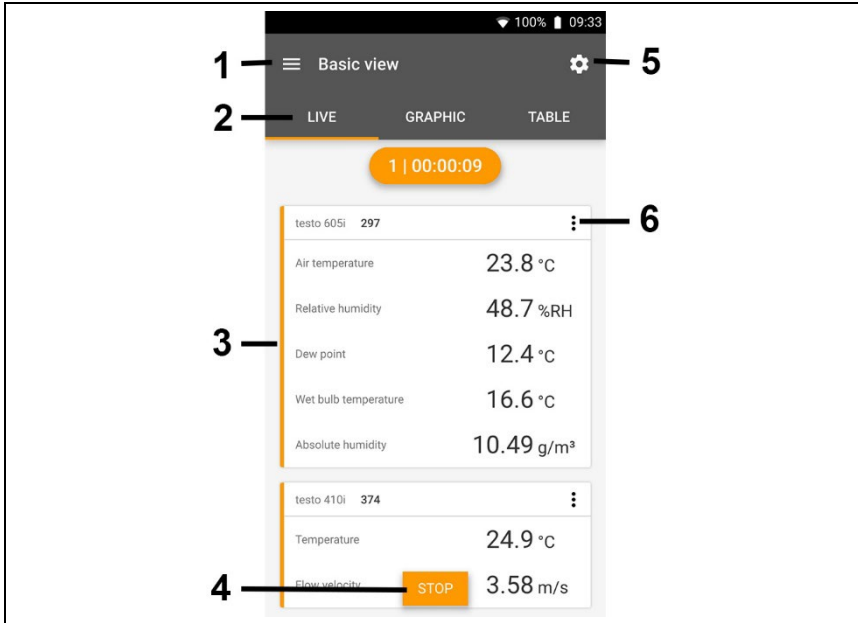 100% 09:33
1 Basic view 5
2 LIVE GRAPHIC TABLE
1 | 00:00:09
testo 605i 297 6
Air temperature 23.8 °C
Relative humidity 48.7 %RH
3 Dew point 12.4 °C
Wet bulb temperature 16.6 °C
Absolute humidity 10.49 g/m³
testo 410i 374
Temperature 24.9 °C
4 Flow velocity STOP 3.58 m/s